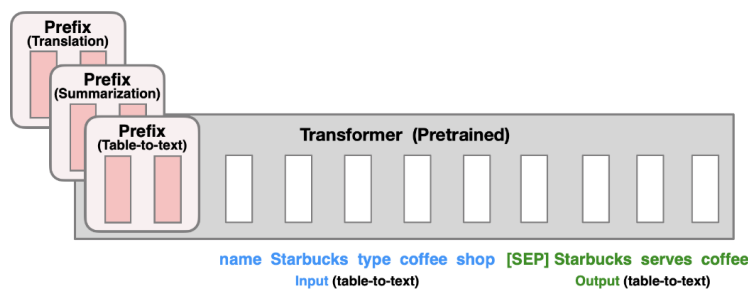 Prefix
(Translation)
Prefix
(Summarization)
Prefix
(Table-to-text)
Transformer (Pretrained)
name Starbucks type coffee shop [SEP] Starbucks serves coffee
Input (table-to-text) Output (table-to-text)